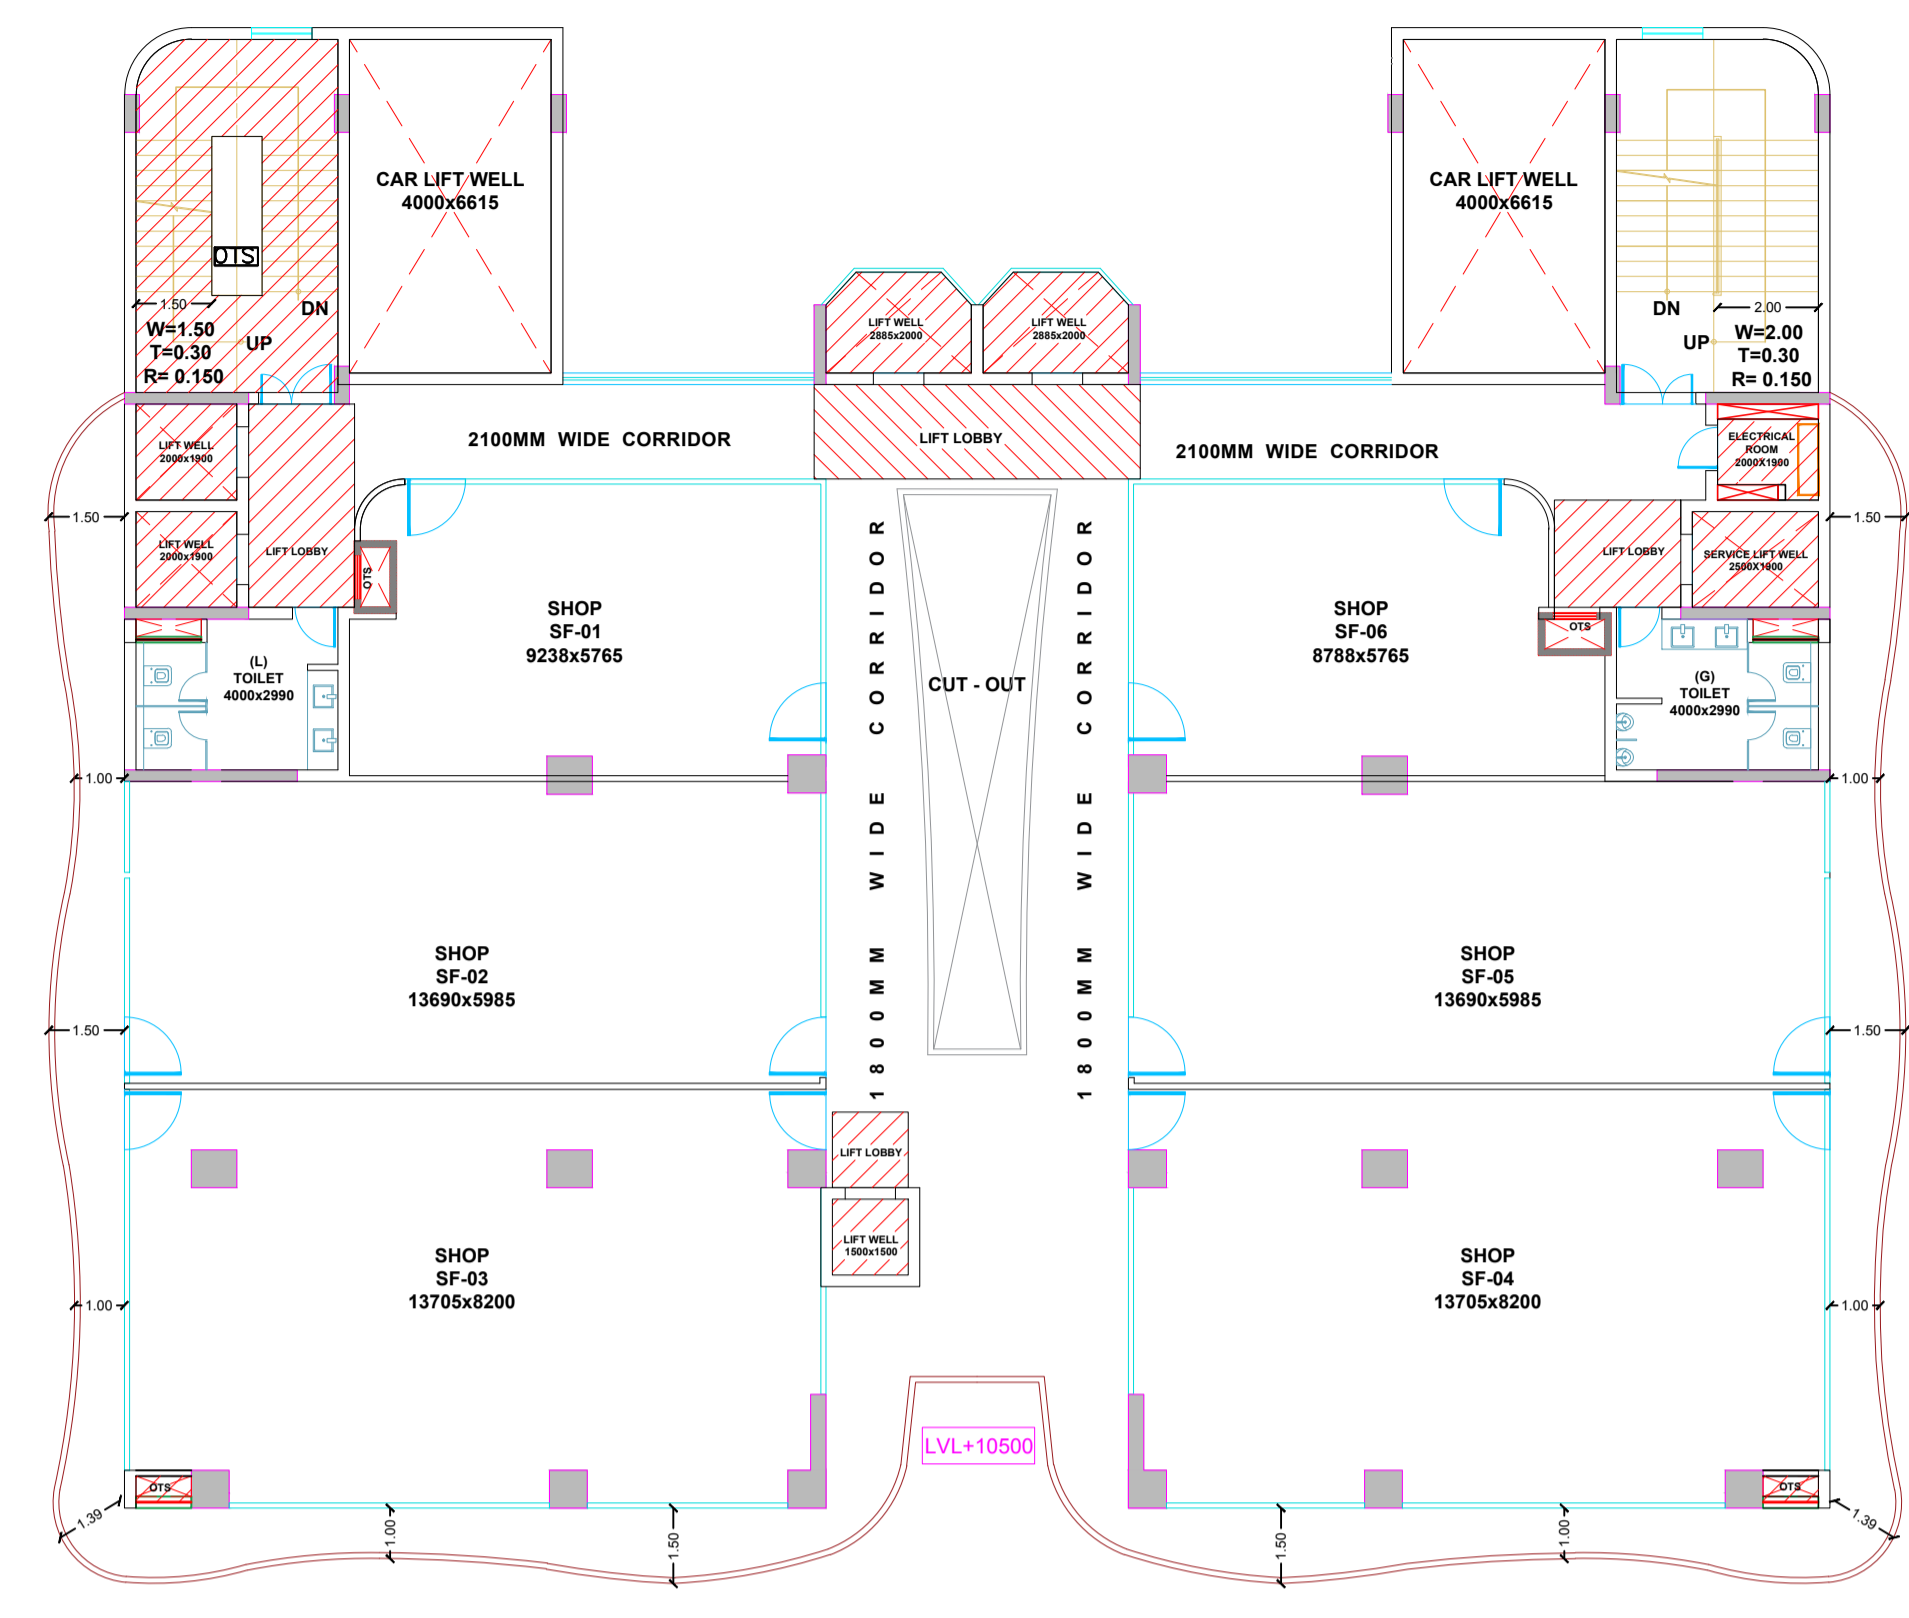 CAR LIFT WELL
4000x6615
CAR LIFT WELL
4000x6615
OTS
1.50
DN
W=1.50
UP
T=0.30
R= 0.150
DN
2.00
UP
W=2.00
T=0.30
R= 0.150
LIFT WELL
2885x2000
LIFT WELL
2885x2000
LIFT WELL
2000x1900
2100MM WIDE CORRIDOR
LIFT LOBBY
2100MM WIDE CORRIDOR
ELECTRICAL
ROOM
2000X1900
1.50
1.50
LIFT WELL
2000x1900
LIFT LOBBY
OTS
LIFT LOBBY
SERVICE LIFT WELL
2500X1900
SHOP
SF-01
9238x5765
SHOP
SF-06
8788x5765
OTS
(L)
TOILET
4000x2990
CUT - OUT
(G)
TOILET
4000x2990
1800MM WIDE CORRIDOR
1800MM WIDE CORRIDOR
1.00
1.00
SHOP
SF-02
13690x5985
SHOP
SF-05
13690x5985
1.50
1.50
LIFT LOBBY
LIFT WELL
1500x1500
SHOP
SF-03
13705x8200
SHOP
SF-04
13705x8200
1.00
1.00
LVL+10500
OTS
OTS
1.39
1.00
1.50
1.50
1.00
1.39